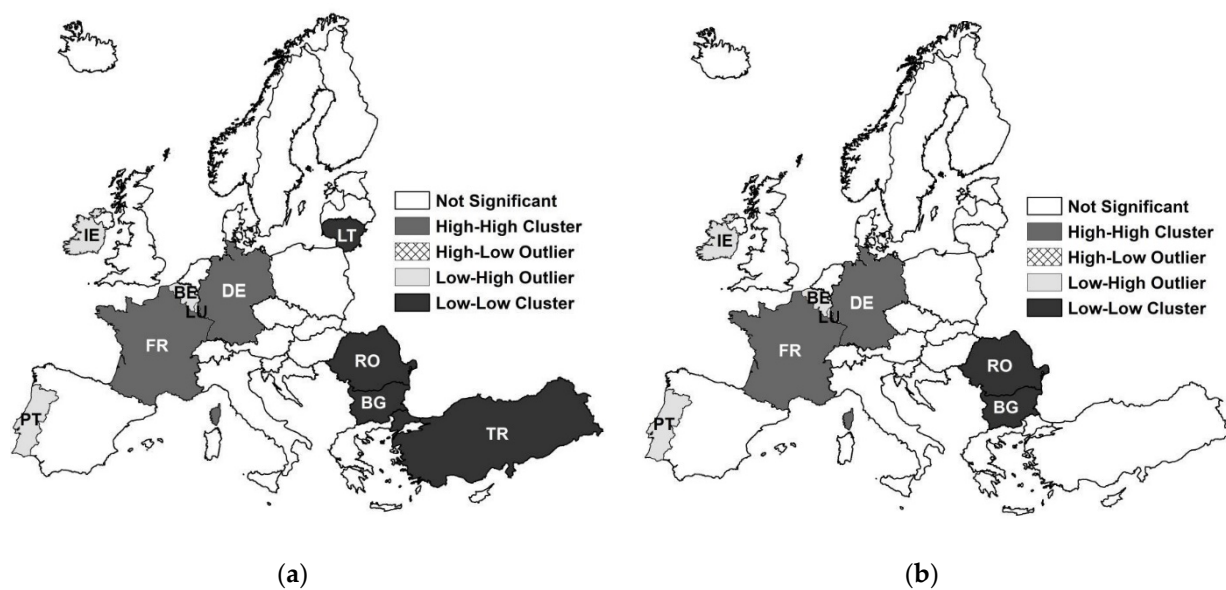 Not Significant
High-High Cluster
High-Low Outlier
Low-High Outlier
Low-Low Cluster
LT
IE
BE
DE
LU
FR
RO
BG
PT
TR
(a)
Not Significant
High-High Cluster
High-Low Outlier
Low-High Outlier
Low-Low Cluster
IE
BE
DE
LU
FR
RO
BG
PT
(b)